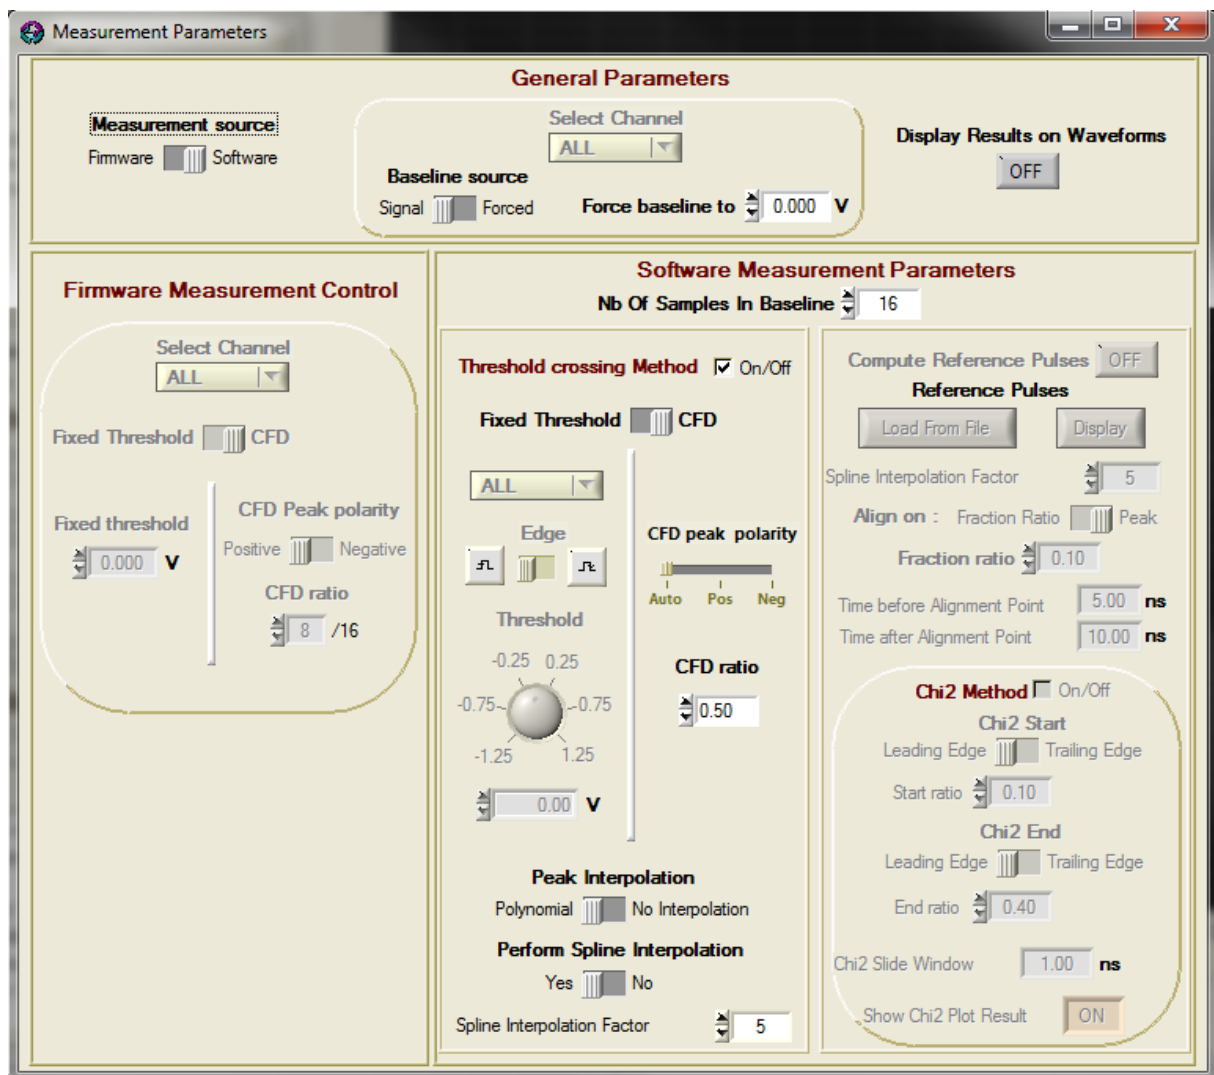 Measurement Parameters
General Parameters
Measurement source
Firmware Software
Select Channel
ALL
Baseline source
Signal Forced
Force baseline to 0.000 V
Display Results on Waveforms
OFF
Firmware Measurement Control
Select Channel
ALL
Fixed Threshold CFD
Fixed threshold
0.000 V
CFD Peak polarity
Positive Negative
CFD ratio
8 /16
Software Measurement Parameters
Nb Of Samples In Baseline 16
Threshold crossing Method On/Off
Fixed Threshold CFD
ALL
Edge
Threshold
-0.25 0.25
-0.75 0.75
-1.25 1.25
0.00 V
CFD peak polarity
Auto Pos Neg
CFD ratio
0.50
Peak Interpolation
Polynomial No Interpolation
Perform Spline Interpolation
Yes No
Spline Interpolation Factor 5
Compute Reference Pulses OFF
Reference Pulses
Load From File Display
Spline Interpolation Factor 5
Align on : Fraction Ratio Peak
Fraction ratio 0.10
Time before Alignment Point 5.00 ns
Time after Alignment Point 10.00 ns
Chi2 Method On/Off
Chi2 Start
Leading Edge Trailing Edge
Start ratio 0.10
Chi2 End
Leading Edge Trailing Edge
End ratio 0.40
Chi2 Slide Window 1.00 ns
Show Chi2 Plot Result ON